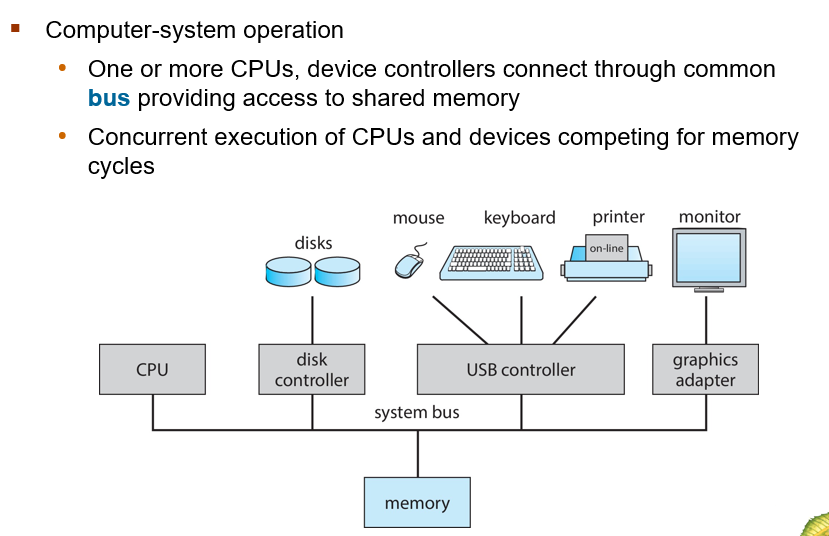 Computer-system operation
One or more CPUs, device controllers connect through common
bus providing access to shared memory
Concurrent execution of CPUs and devices competing for memory
cycles
mouse
keyboard
printer
monitor
disks
on-line
CPU
disk
controller
USB controller
graphics
adapter
system bus
memory